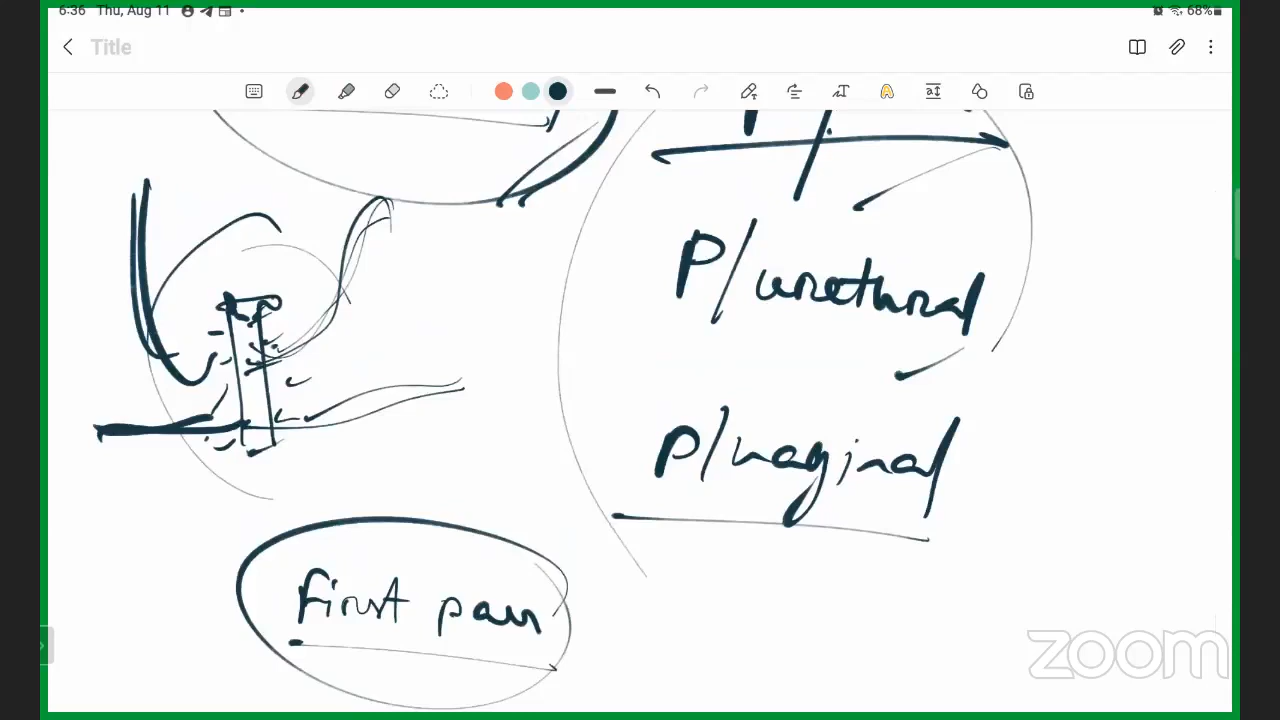 6:36 Thu, Aug 11
68%
Title
P/urethral
P/vaginal
first pain
zoom